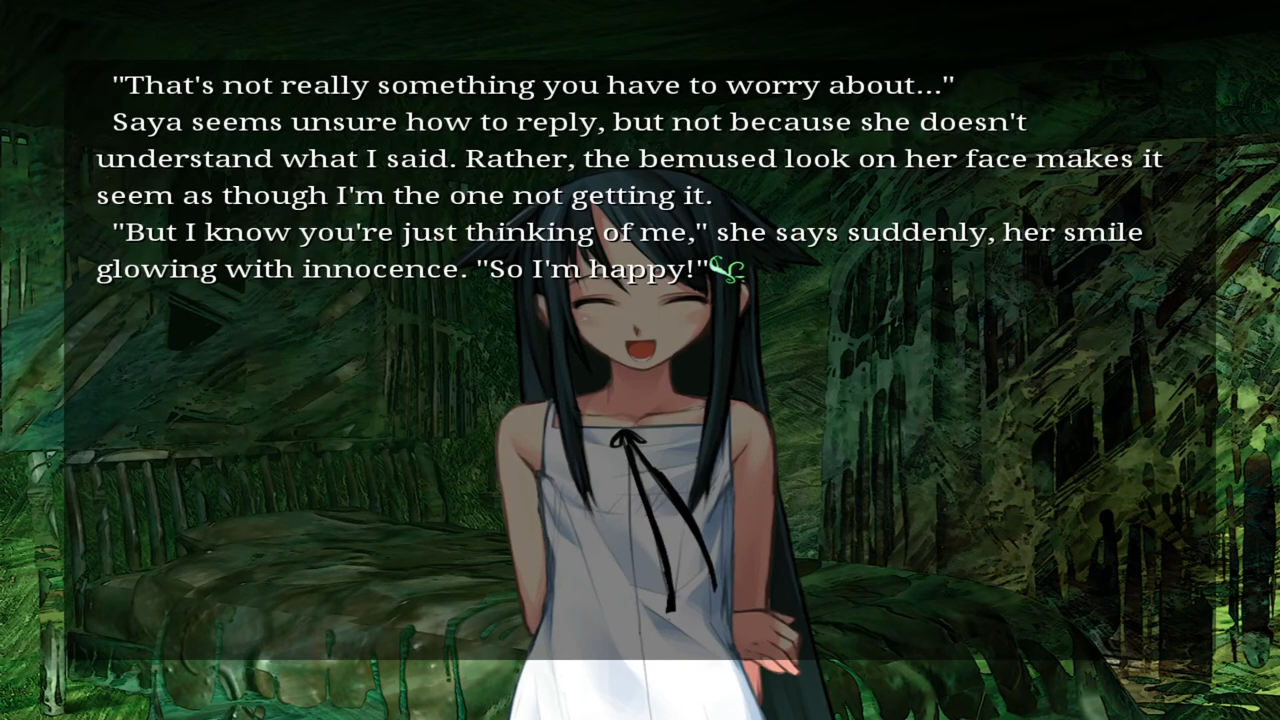 "That's not really something you have to worry about..."
Saya seems unsure how to reply, but not because she doesn't
understand what I said. Rather, the bemused look on her face makes it
seem as though I'm the one not getting it.
"But I know you're just thinking of me," she says suddenly, her smile
glowing with innocence. "So I'm happy!"